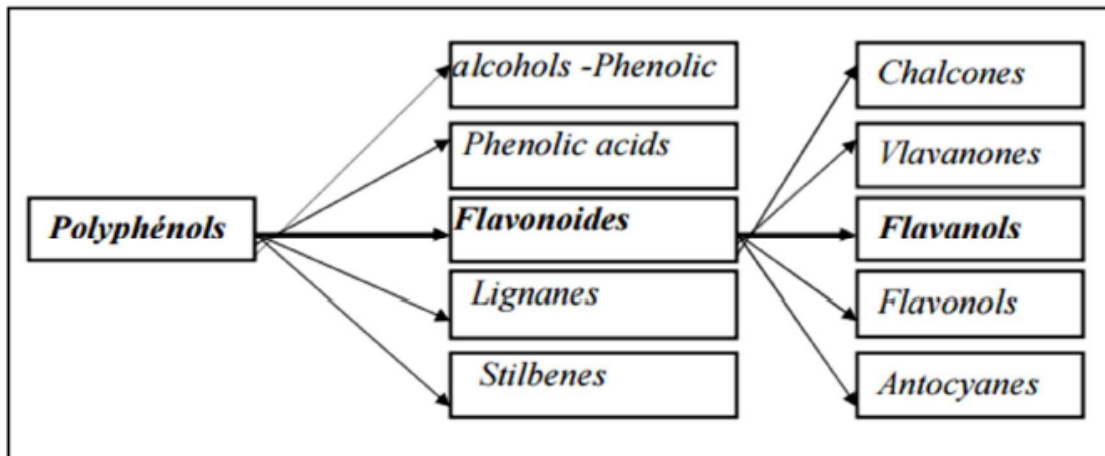 Polyphénols
alcohols -Phenolic
Phenolic acids
Flavonoides
Lignanes
Stilbenes
Chalcones
Vlavanones
Flavanols
Flavonols
Antocyanes